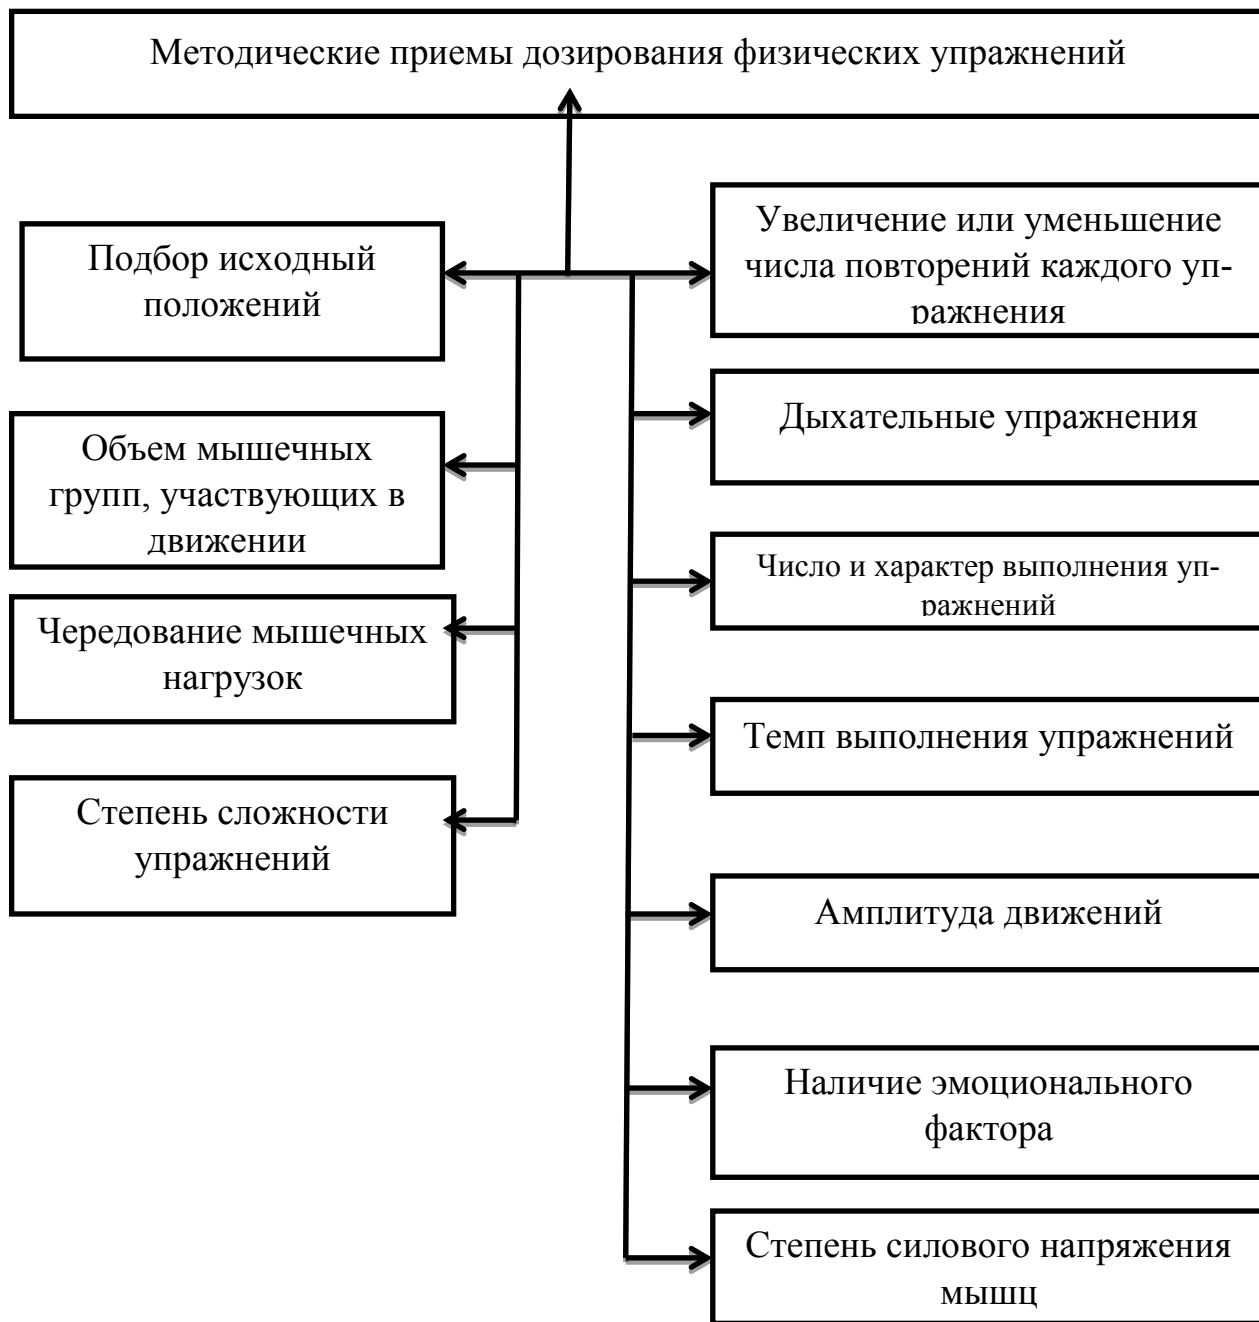 Методические приемы дозирования физических упражнений
Подбор исходный
положений
Объем мышечных
групп, участвующих в
движении
Чередование мышечных
нагрузок
Степень сложности
упражнений
Увеличение или уменьшение
числа повторений каждого уп-
ражнения
Дыхательные упражнения
Число и характер выполнения уп-
ражнений
Темп выполнения упражнений
Амплитуда движений
Наличие эмоционального
фактора
Степень силового напряжения
мышц